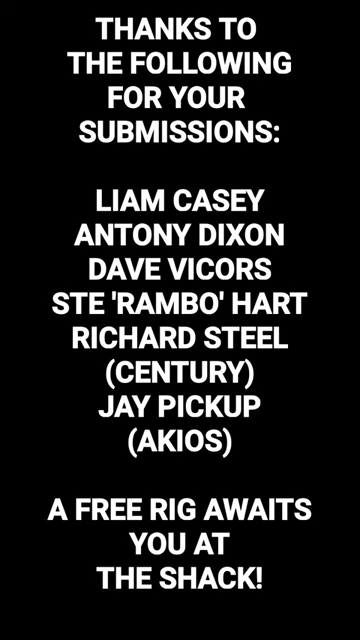 THANKS TO
THE FOLLOWING
FOR YOUR
SUBMISSIONS:
LIAM CASEY
ANTONY DIXON
DAVE VICORS
STE 'RAMBO' HART
RICHARD STEEL
(CENTURY)
JAY PICKUP
(AKIOS)
A FREE RIG AWAITS
YOU AT
THE SHACK!